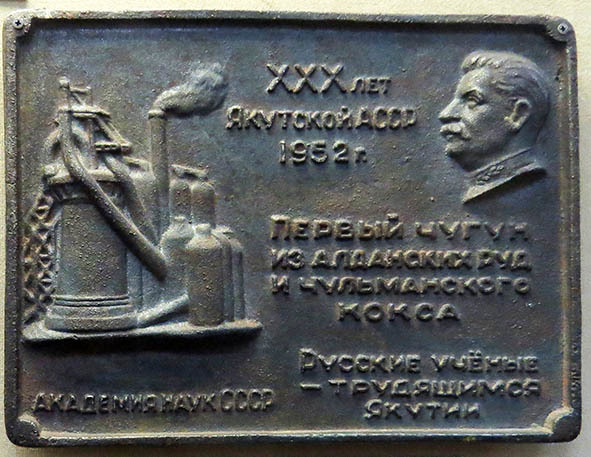 XXX лет
Якутской АССР
1952 г.
Первый чугун
из алданских руд
и чульманского
кокса
Русские учёные
– трудящимся
Якутии
Академия наук СССР